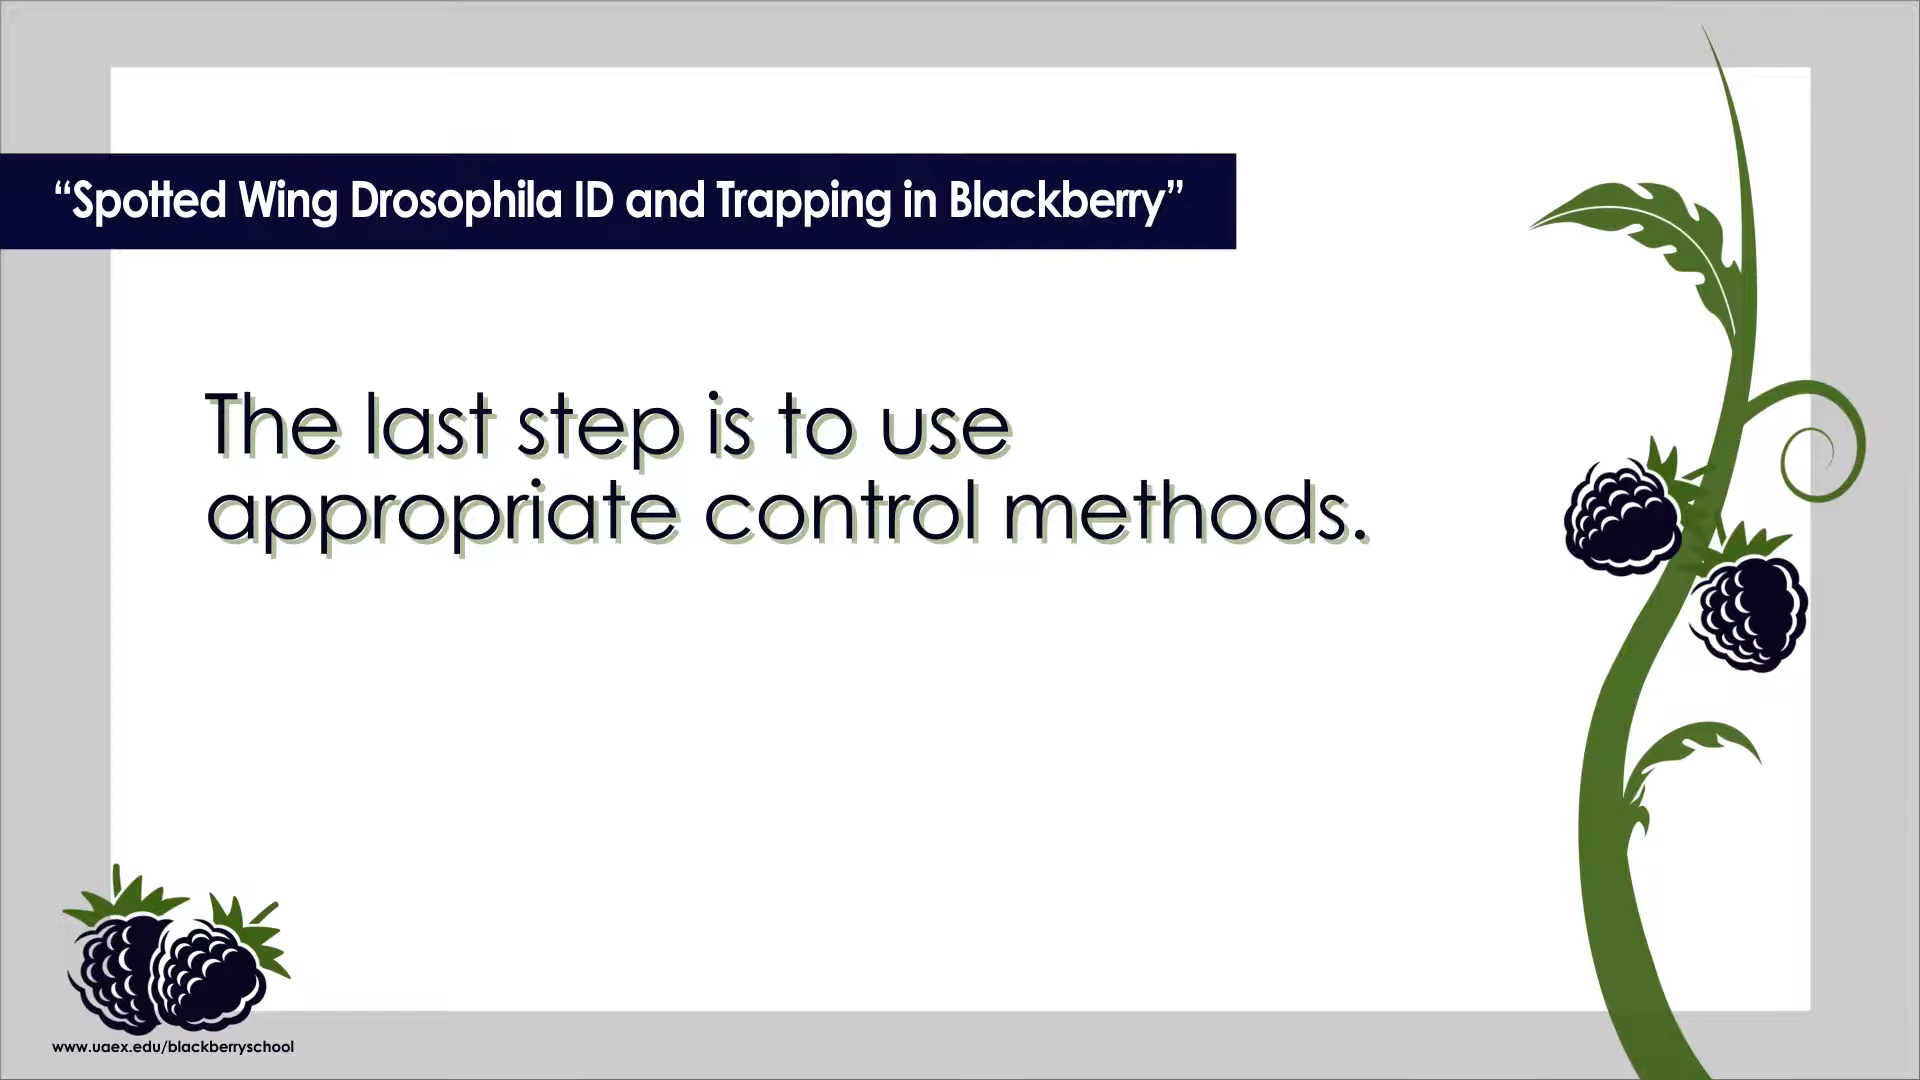 “Spotted Wing Drosophila ID and Trapping in Blackberry”
The last step is to use
appropriate control methods.
www.uaex.edu/blackberryschool